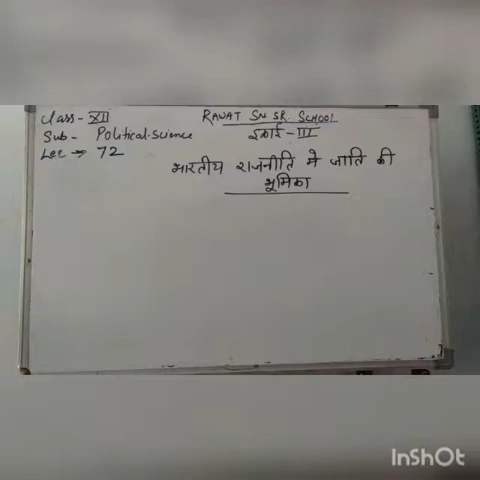 Class - XII
RAWAT SN SR. SCHOOL
Sub - Political-Science
इकाई - III
Lec → 72
भारतीय राजनीति मे जाति की
भूमिका
InShOt